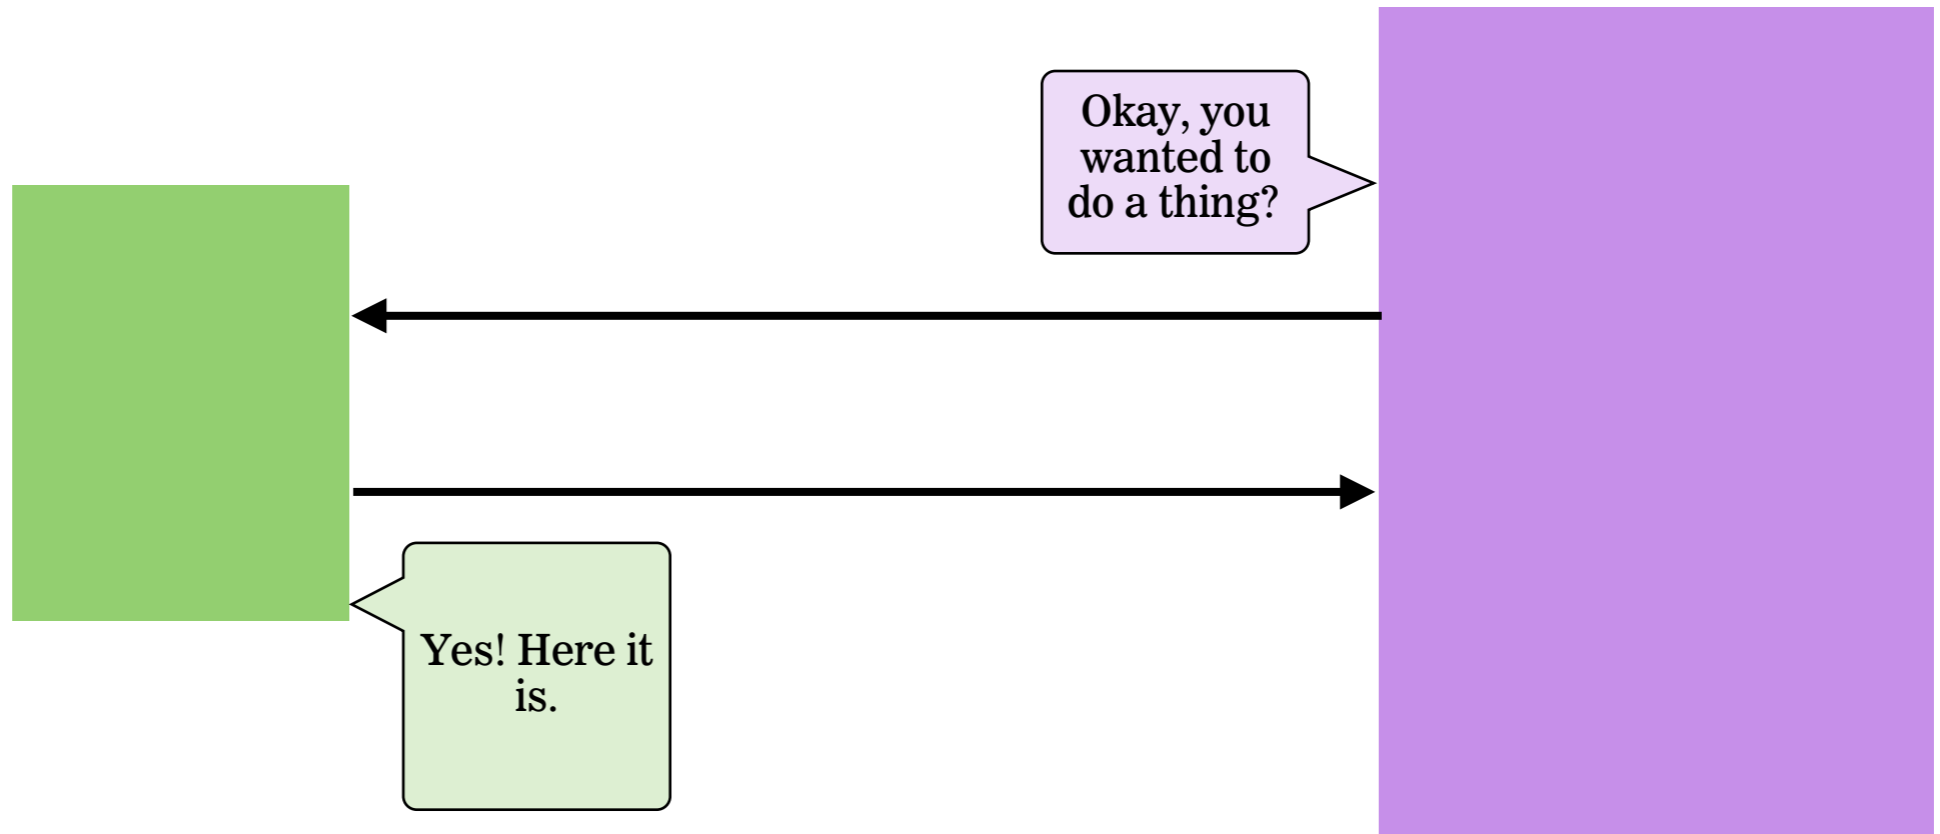 Okay, you
wanted to
do a thing?
Yes! Here it
is.